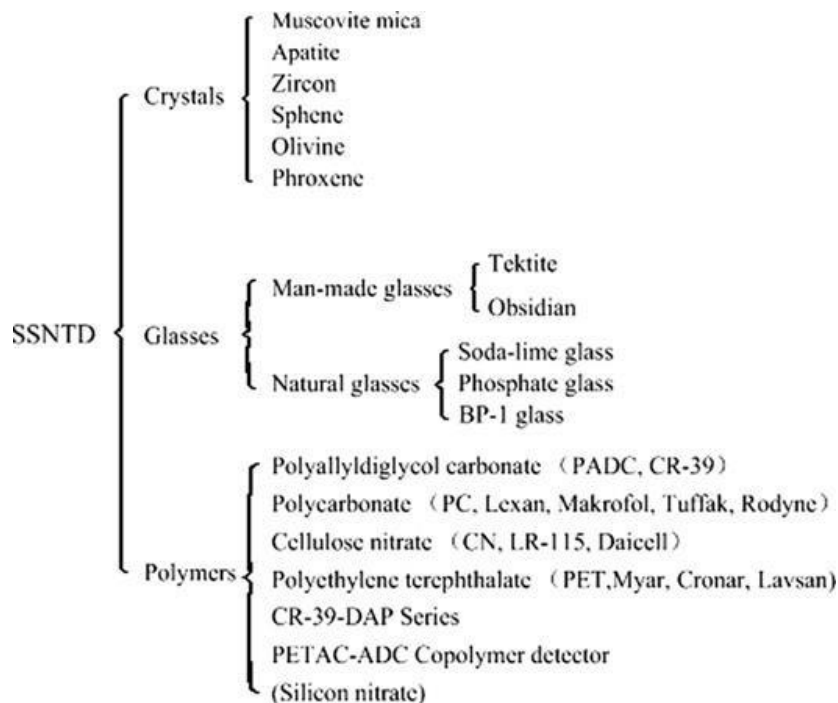 Muscovite mica
Apatite
Crystals
Zircon
Sphene
Olivine
Phroxene
SSNTD
Glasses
Man-made glasses
Tektite
Obsidian
Natural glasses
Soda-lime glass
Phosphate glass
BP-1 glass
Polymers
Polyallyldiglycol carbonate（PADC, CR-39）
Polycarbonate（PC, Lexan, Makrofol, Tuffak, Rodyne）
Cellulose nitrate（CN, LR-115, Daicell）
Polyethylene terephthalate（PET,Myar, Cronar, Lavsan)
CR-39-DAP Series
PETAC-ADC Copolymer detector
(Silicon nitrate)